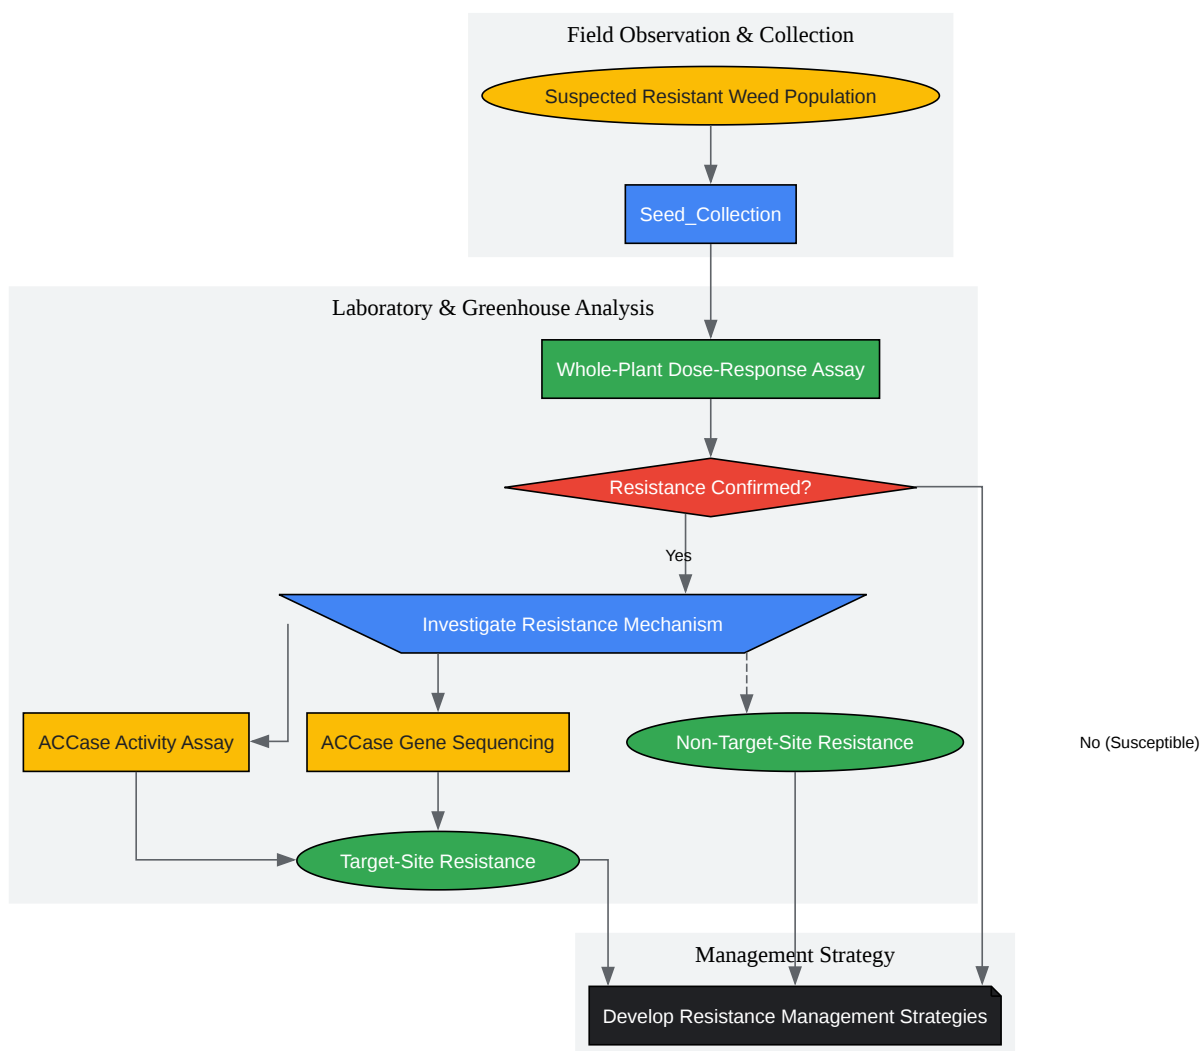 Field Observation & Collection
Suspected Resistant Weed Population
Seed_Collection
Laboratory & Greenhouse Analysis
Whole-Plant Dose-Response Assay
Resistance Confirmed?
Yes
Investigate Resistance Mechanism
ACCase Activity Assay
ACCase Gene Sequencing
Non-Target-Site Resistance
No (Susceptible)
Target-Site Resistance
Management Strategy
Develop Resistance Management Strategies